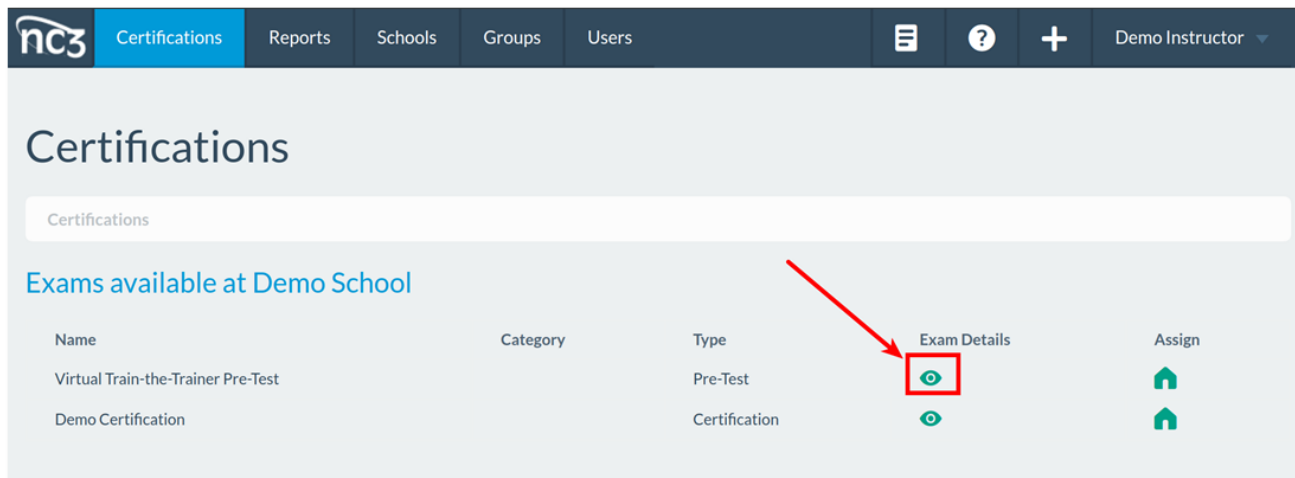 nc3 Certifications Reports Schools Groups Users ? + Demo Instructor
Certifications
Certifications
Exams available at Demo School
Name Category Type Exam Details Assign
Virtual Train-the-Trainer Pre-Test Pre-Test
Demo Certification Certification